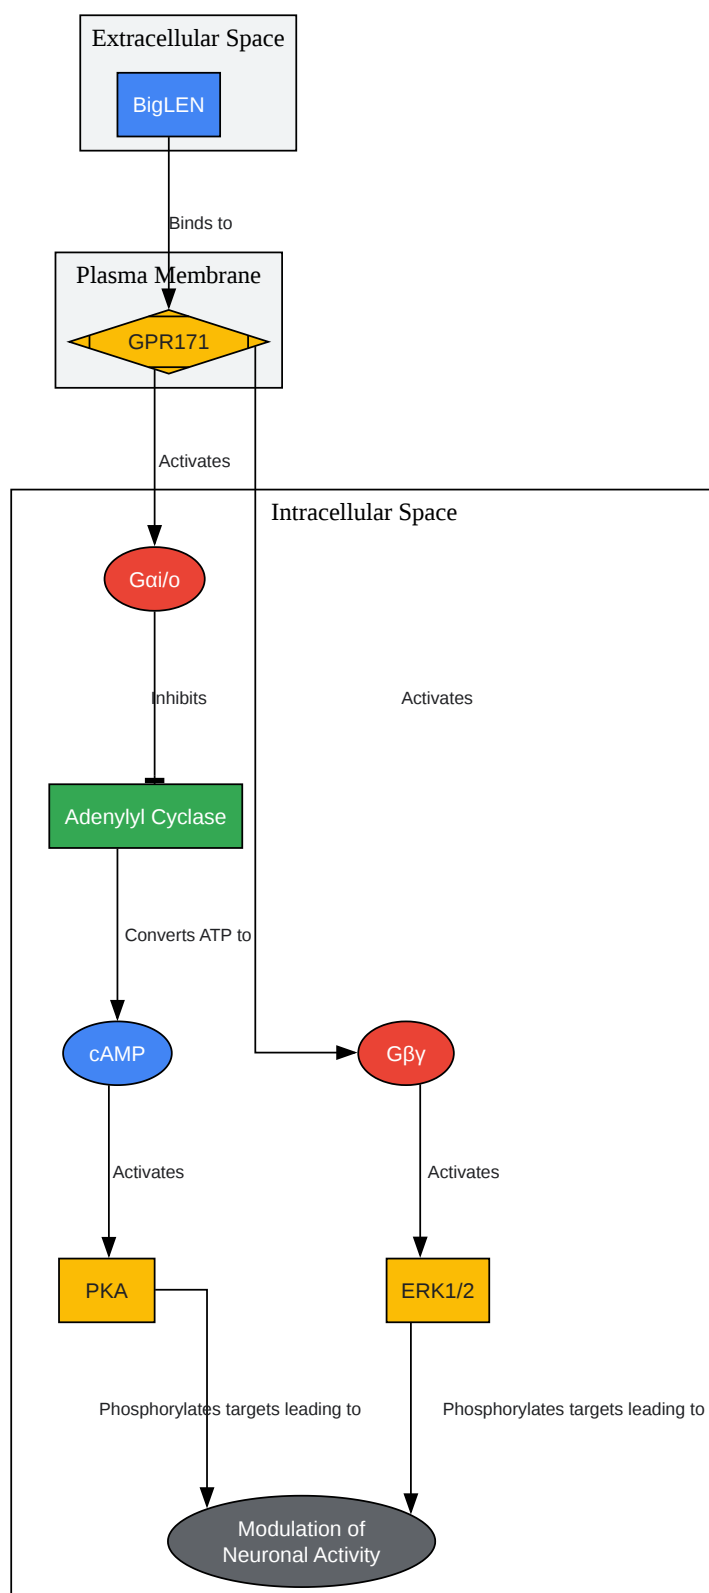 Extracellular Space
BigLEN
Binds to
Plasma Membrane
GPR171
Activates
Intracellular Space
Gαi/o
Inhibits
Activates
Adenylyl Cyclase
Converts ATP to
cAMP
Gβγ
Activates
Activates
PKA
ERK1/2
Phosphorylates targets leading to
Phosphorylates targets leading to
Modulation of
Neuronal Activity